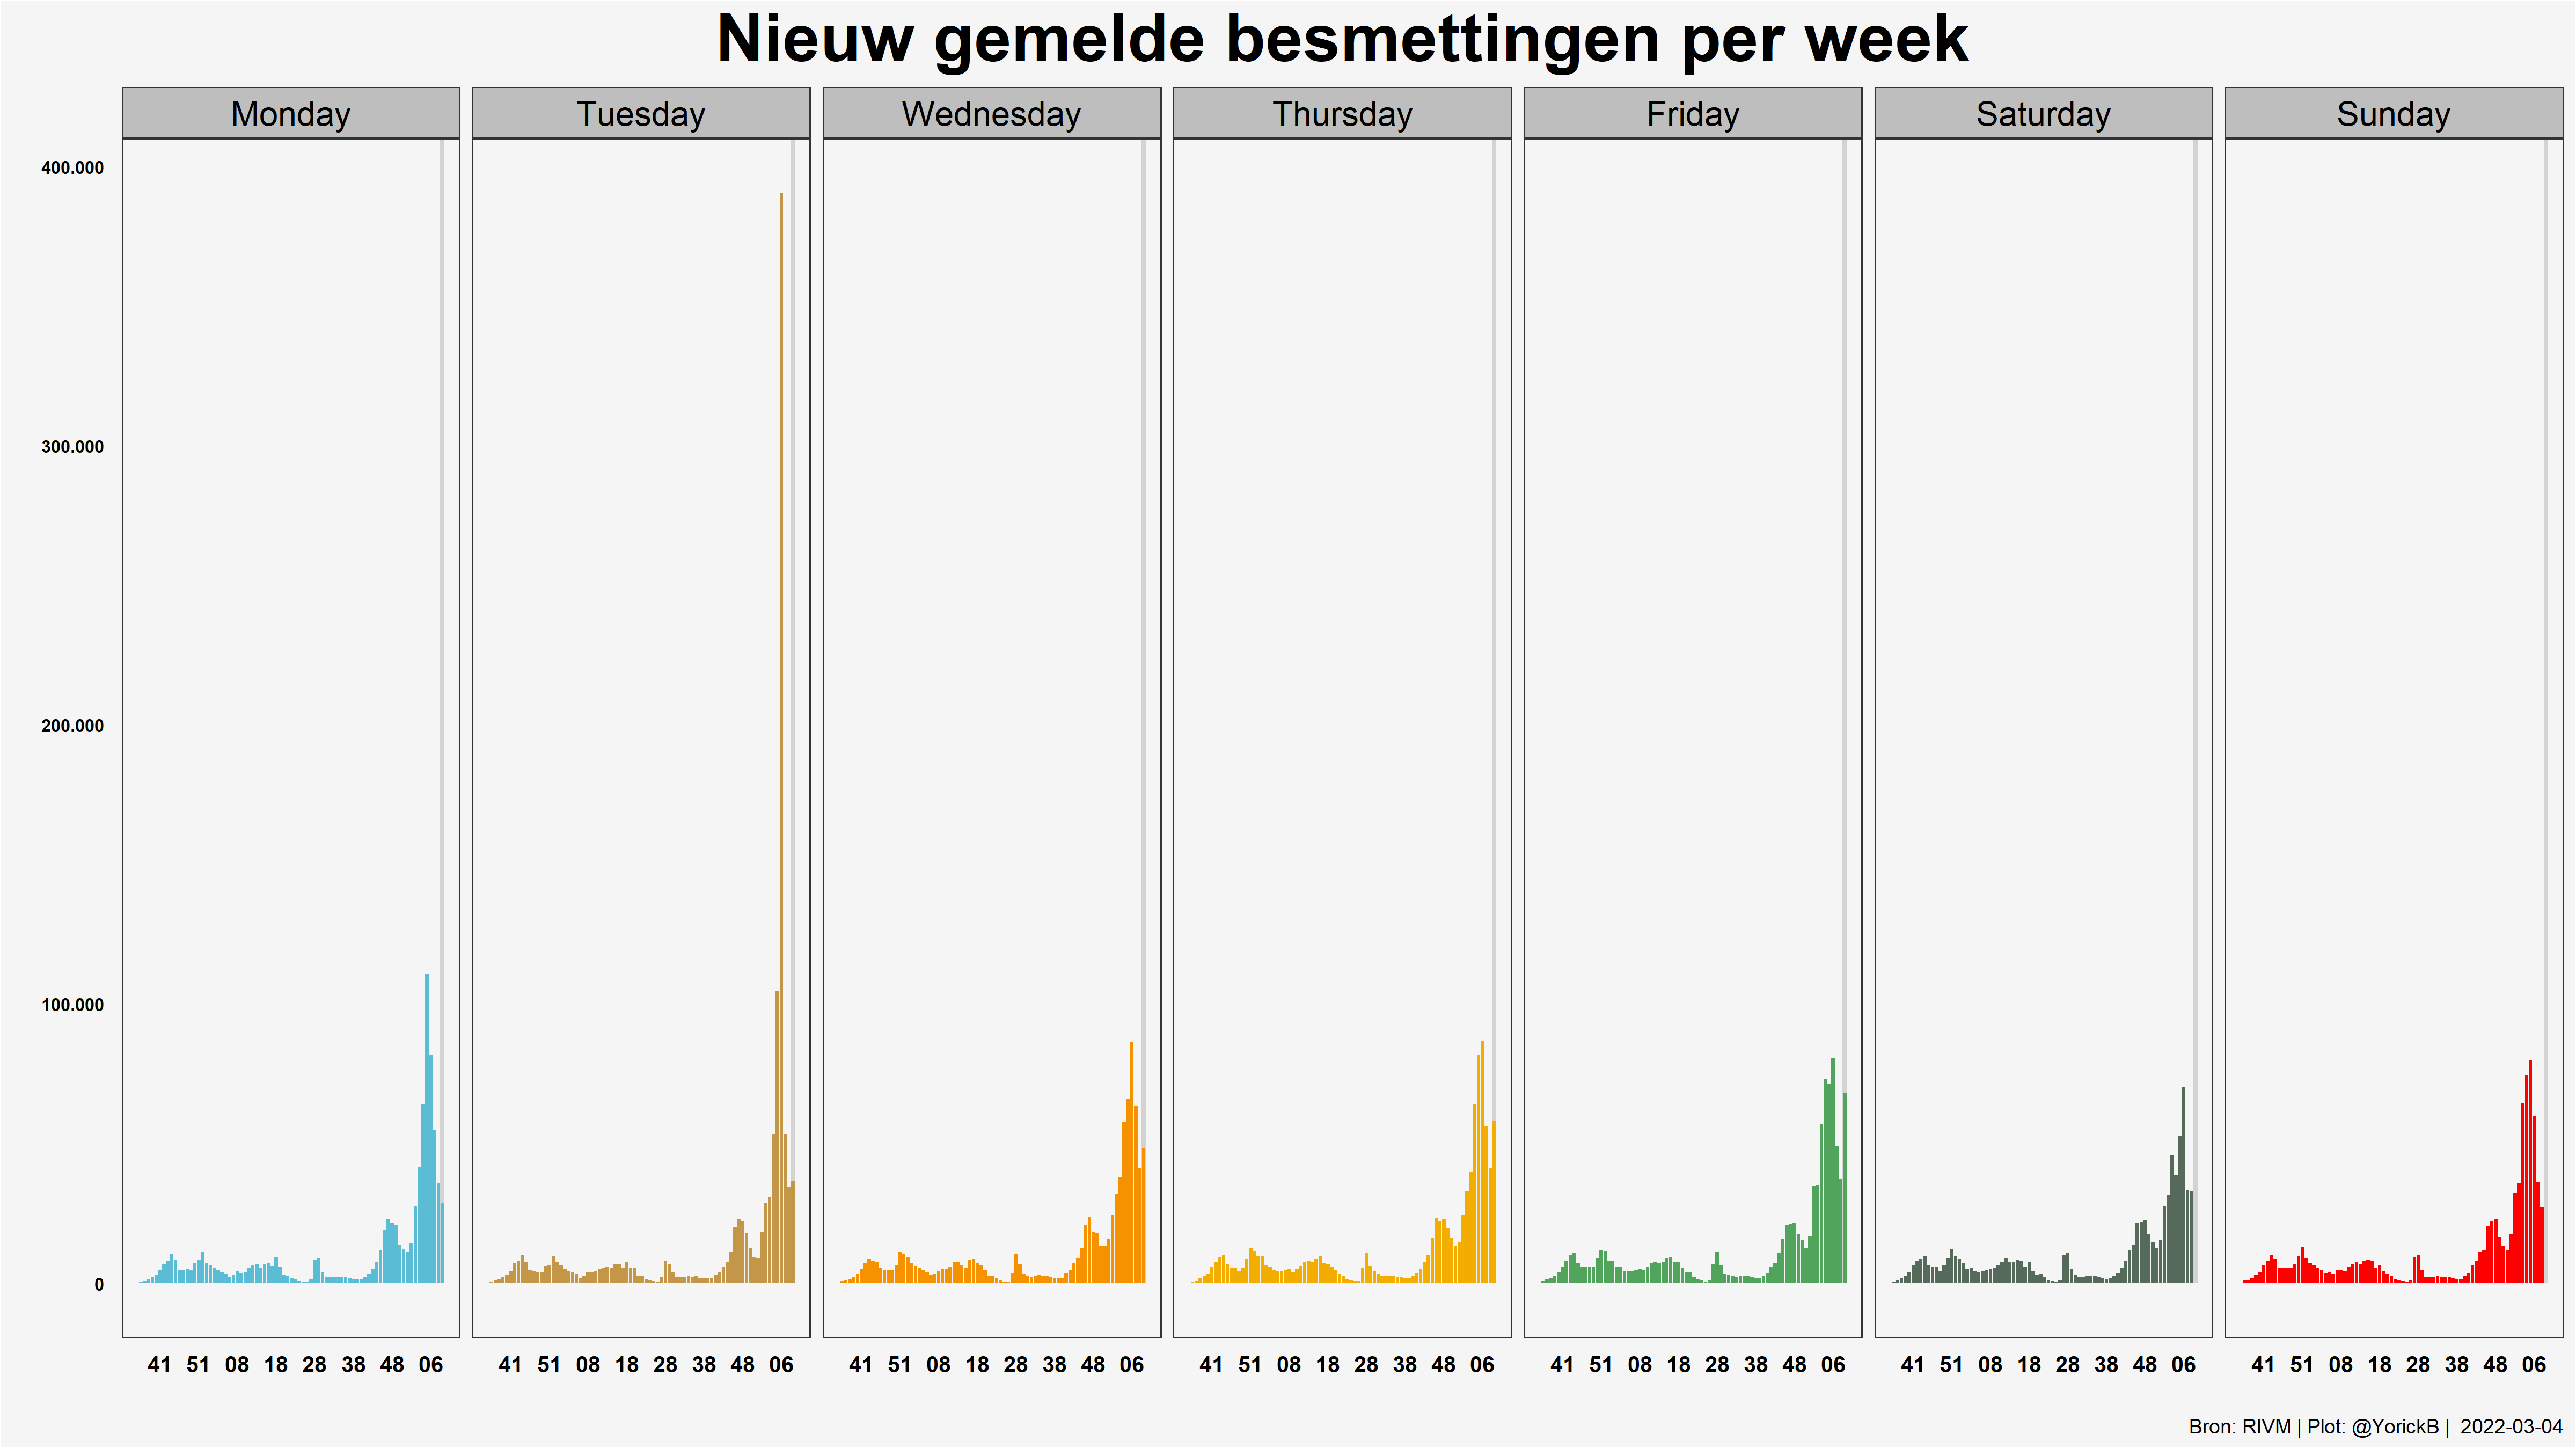 Nieuw gemelde besmettingen per week
Monday Tuesday Wednesday Thursday Friday Saturday Sunday
400.000
300.000
200.000
100.000
0
41 51 08 18 28 38 48 06 41 51 08 18 28 38 48 06 41 51 08 18 28 38 48 06 41 51 08 18 28 38 48 06 41 51 08 18 28 38 48 06 41 51 08 18 28 38 48 06 41 51 08 18 28 38 48 06
Bron: RIVM | Plot: @YorickB | 2022-03-04